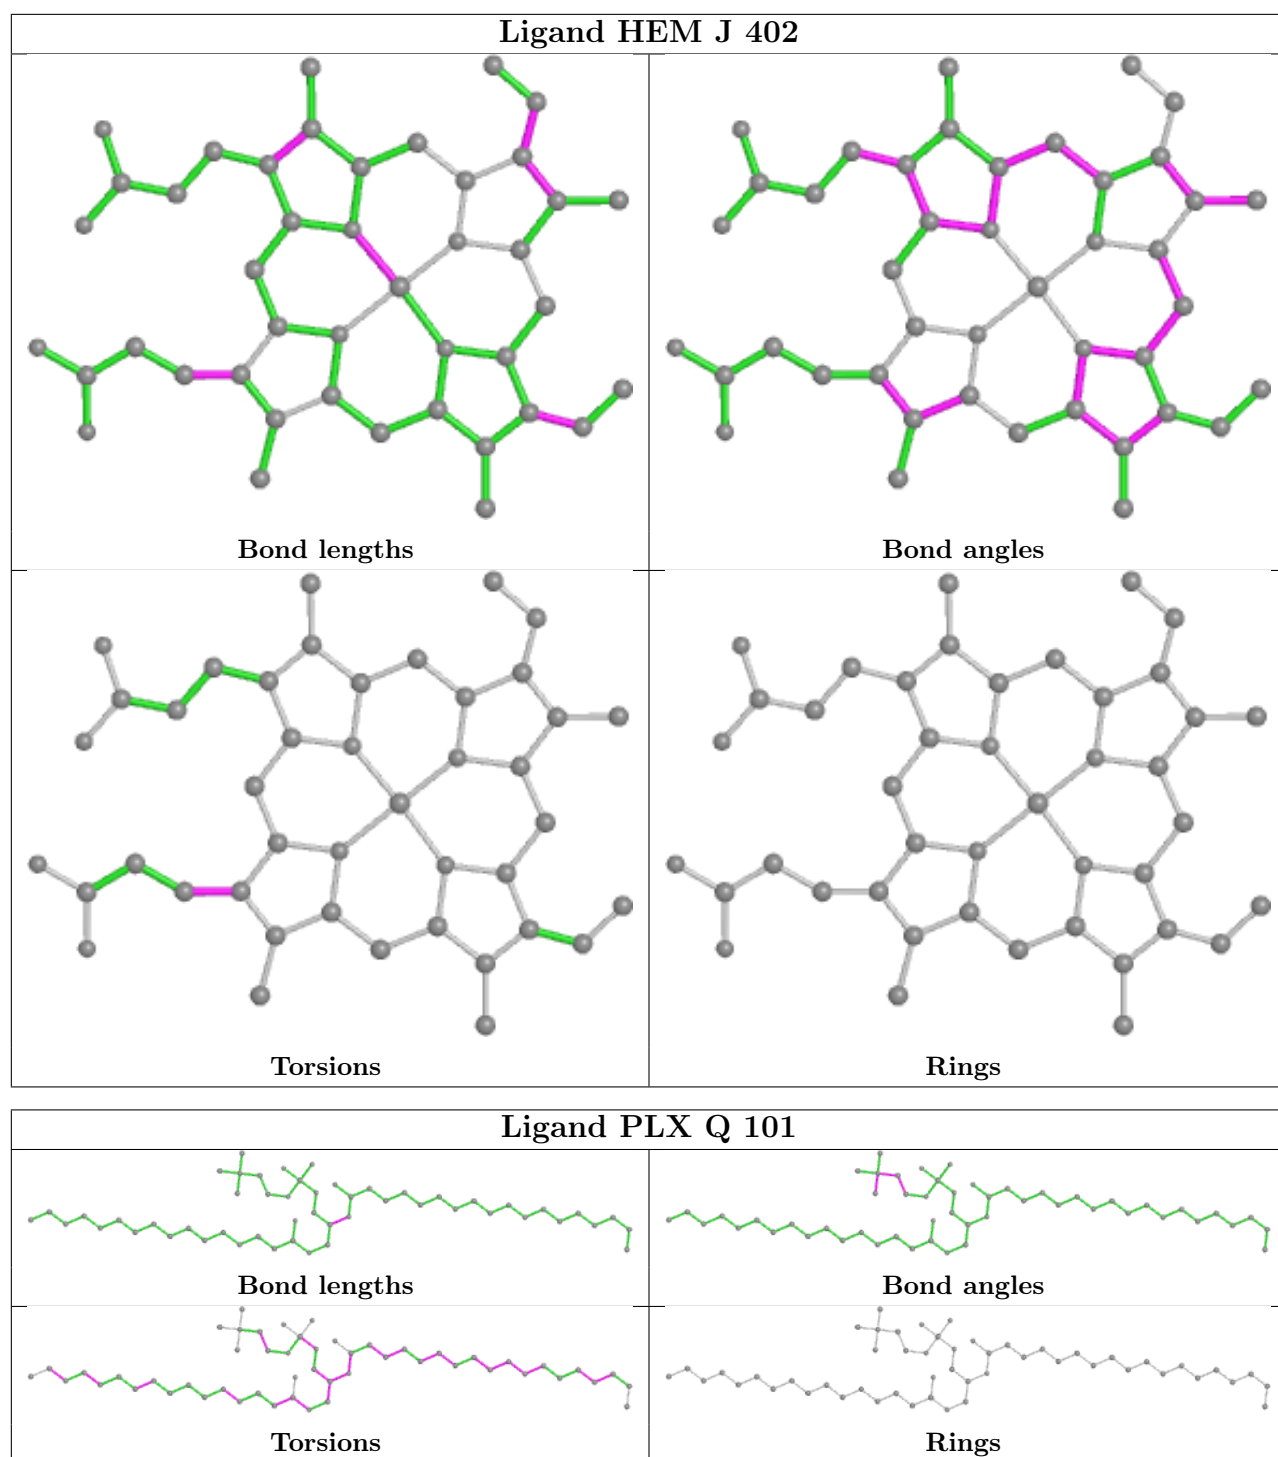 Ligand HEM J 402
Bond lengths
Bond angles
Torsions
Rings
Ligand PLX Q 101
Bond lengths
Bond angles
Torsions
Rings